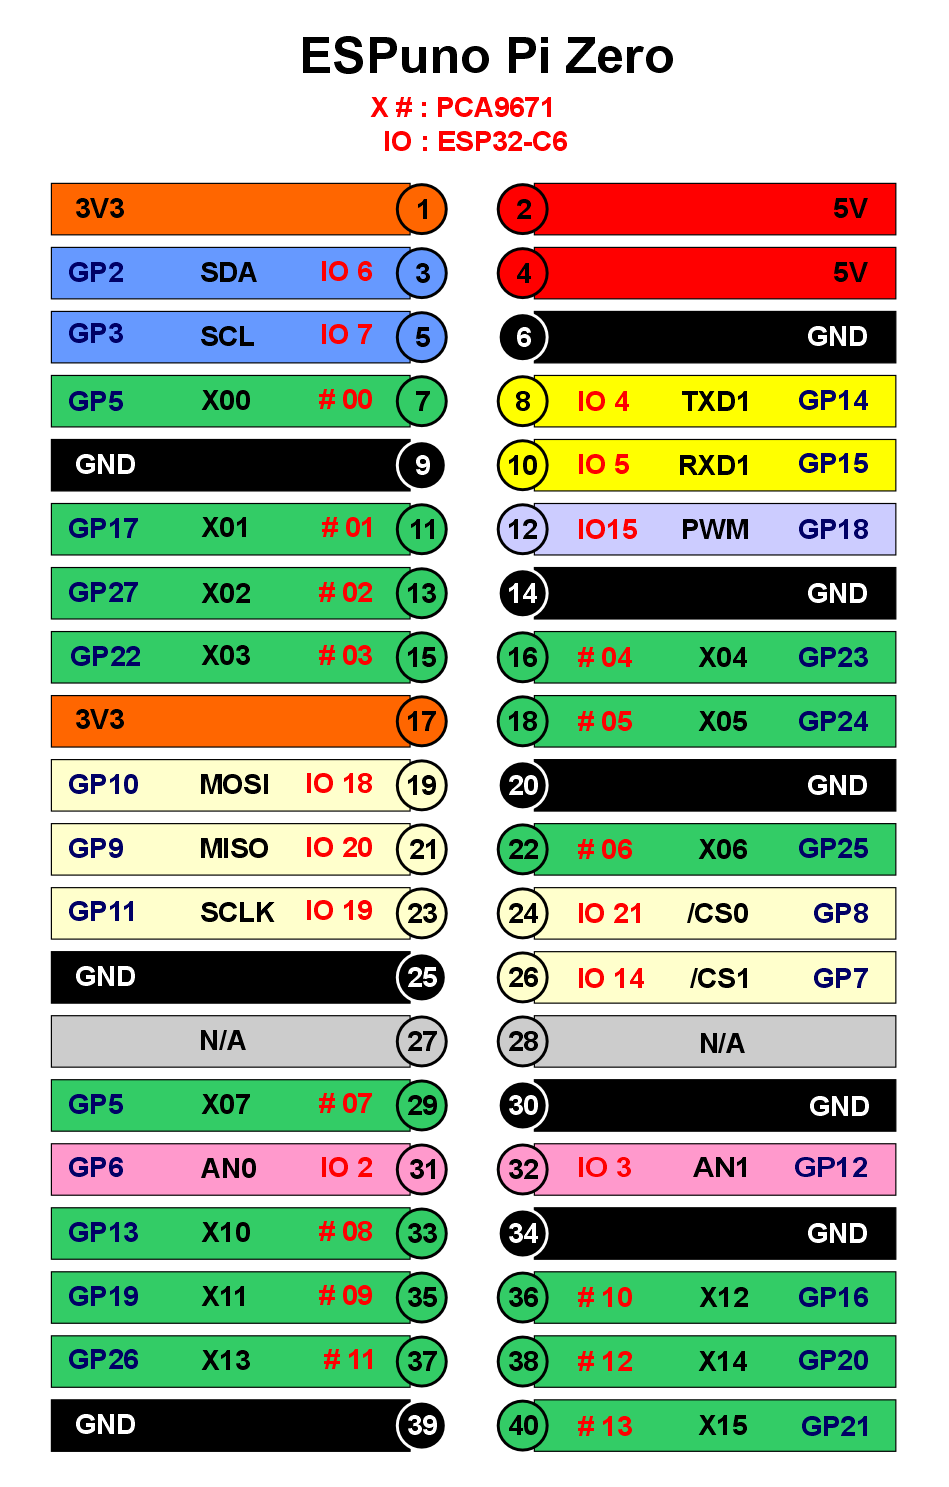 ESPuno Pi Zero
X # : PCA9671
IO : ESP32-C6
3V3 1 2 5V
GP2 SDA IO 6 3 4 5V
GP3 SCL IO 7 5 6 GND
GP5 X00 # 00 7 8 IO 4 TXD1 GP14
GND 9 10 IO 5 RXD1 GP15
GP17 X01 # 01 11 12 IO15 PWM GP18
GP27 X02 # 02 13 14 GND
GP22 X03 # 03 15 16 # 04 X04 GP23
3V3 17 18 # 05 X05 GP24
GP10 MOSI IO 18 19 20 GND
GP9 MISO IO 20 21 22 # 06 X06 GP25
GP11 SCLK IO 19 23 24 IO 21 /CS0 GP8
GND 25 26 IO 14 /CS1 GP7
N/A 27 28 N/A
GP5 X07 # 07 29 30 GND
GP6 AN0 IO 2 31 32 IO 3 AN1 GP12
GP13 X10 # 08 33 34 GND
GP19 X11 # 09 35 36 # 10 X12 GP16
GP26 X13 # 11 37 38 # 12 X14 GP20
GND 39 40 # 13 X15 GP21